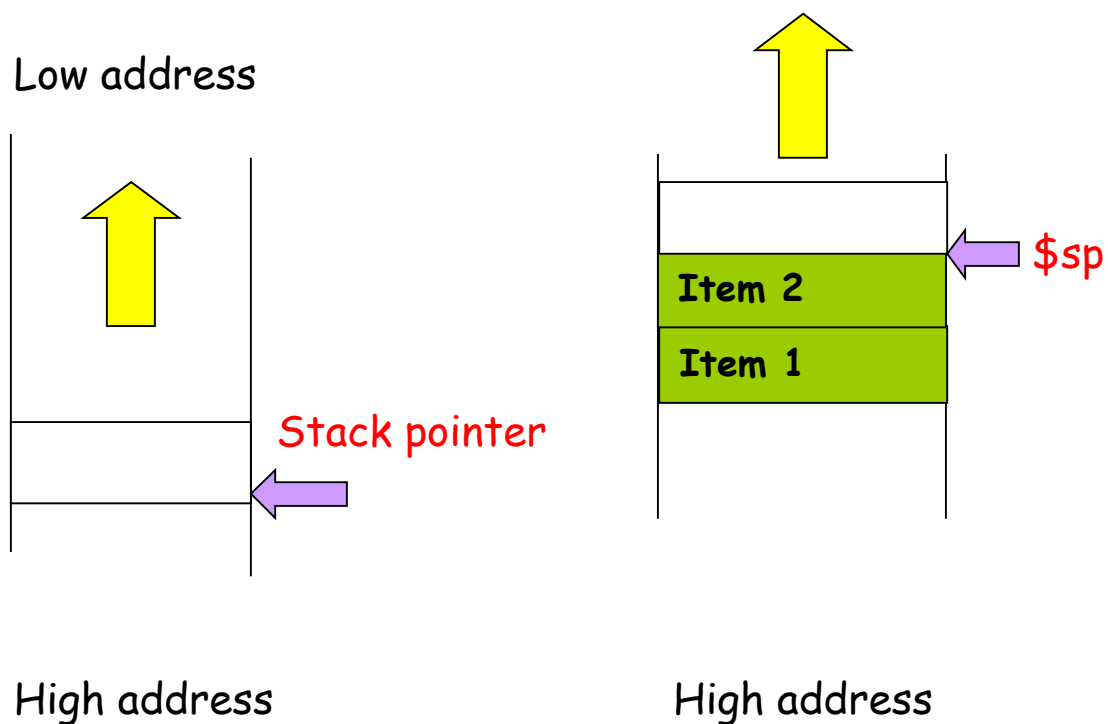 Low address
Stack pointer
High address
$sp
Item 2
Item 1
High address